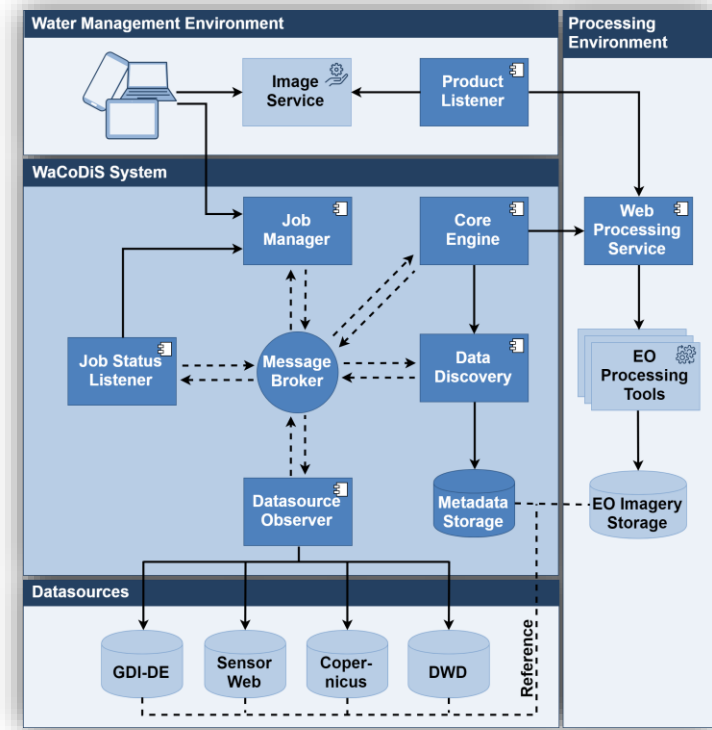 Water Management Environment
Processing
Environment
Image
Service
Product
Listener
WaCoDiS System
Job
Manager
Core
Engine
Web
Processing
Service
Job Status
Listener
Message
Broker
Data
Discovery
EO
Processing
Tools
Datasource
Observer
Metadata
Storage
EO Imagery
Storage
Datasources
GDI-DE
Sensor
Web
Coper-
nicus
DWD
Reference